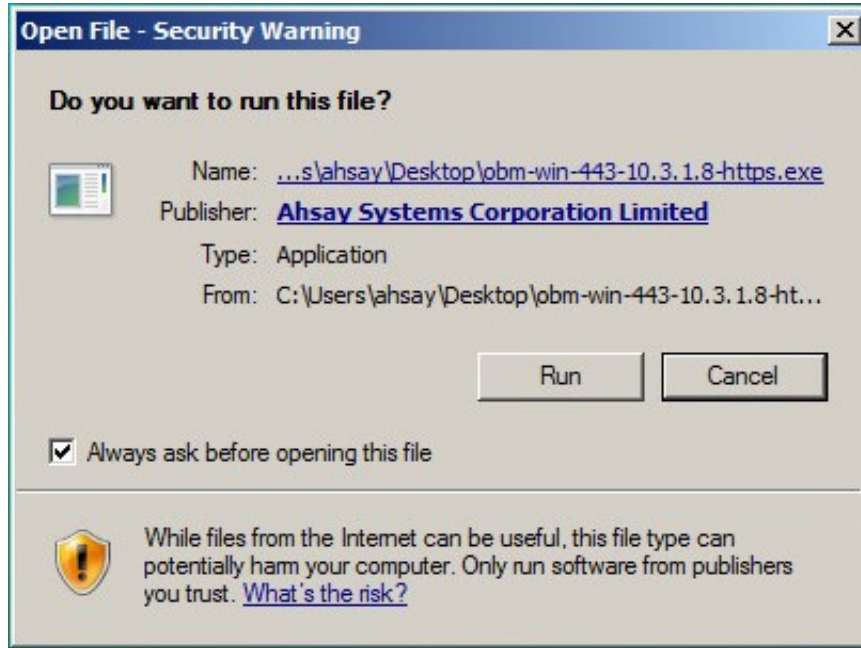 Open File - Security Warning
Do you want to run this file?
Name: ...s\ahsay\Desktop\obm-win-443-10.3.1.8-https.exe
Publisher: Ahsay Systems Corporation Limited
Type: Application
From: C:\Users\ahsay\Desktop\obm-win-443-10.3.1.8-ht...
Run Cancel
Always ask before opening this file
While files from the Internet can be useful, this file type can
potentially harm your computer. Only run software from publishers
you trust. What's the risk?